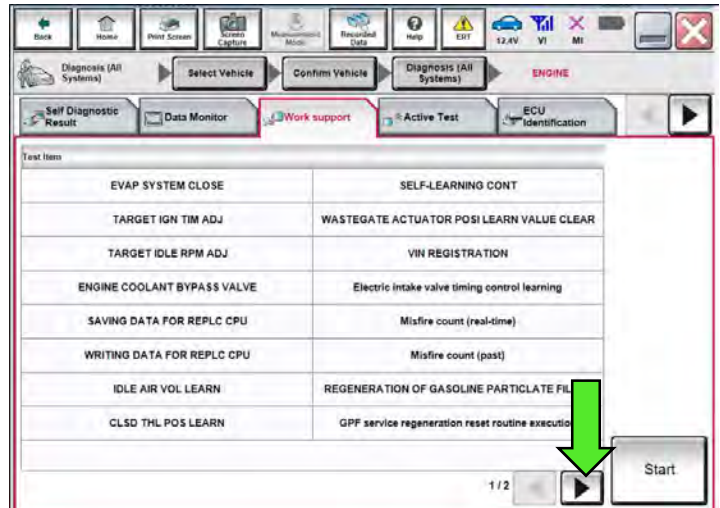 Back Home Print Screen Screen Capture Measurement Mode Recorded Data Help ERT 12.4V VI MI
Diagnosis (All Systems) Select Vehicle Confirm Vehicle Diagnosis (All Systems) ENGINE
Self Diagnostic Result Data Monitor Work support Active Test ECU Identification
Test Item
EVAP SYSTEM CLOSE SELF-LEARNING CONT
TARGET IGN TIM ADJ WASTEGATE ACTUATOR POSI LEARN VALUE CLEAR
TARGET IDLE RPM ADJ VIN REGISTRATION
ENGINE COOLANT BYPASS VALVE Electric intake valve timing control learning
SAVING DATA FOR REPLC CPU Misfire count (real-time)
WRITING DATA FOR REPLC CPU Misfire count (past)
IDLE AIR VOL LEARN REGENERATION OF GASOLINE PARTICLATE FIL
CLSD THL POS LEARN GPF service regeneration reset routine execution
1/2 Start